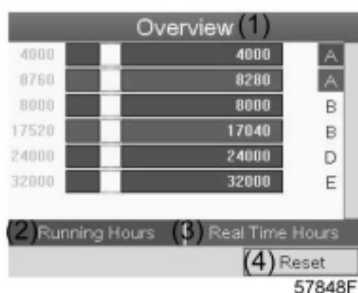 Overview (1)
4000 4000 A
8760 8280 A
8000 8000 B
17520 17040 B
24000 24000 D
32000 32000 E
(2) Running Hours (3) Real Time Hours
(4) Reset
57848F